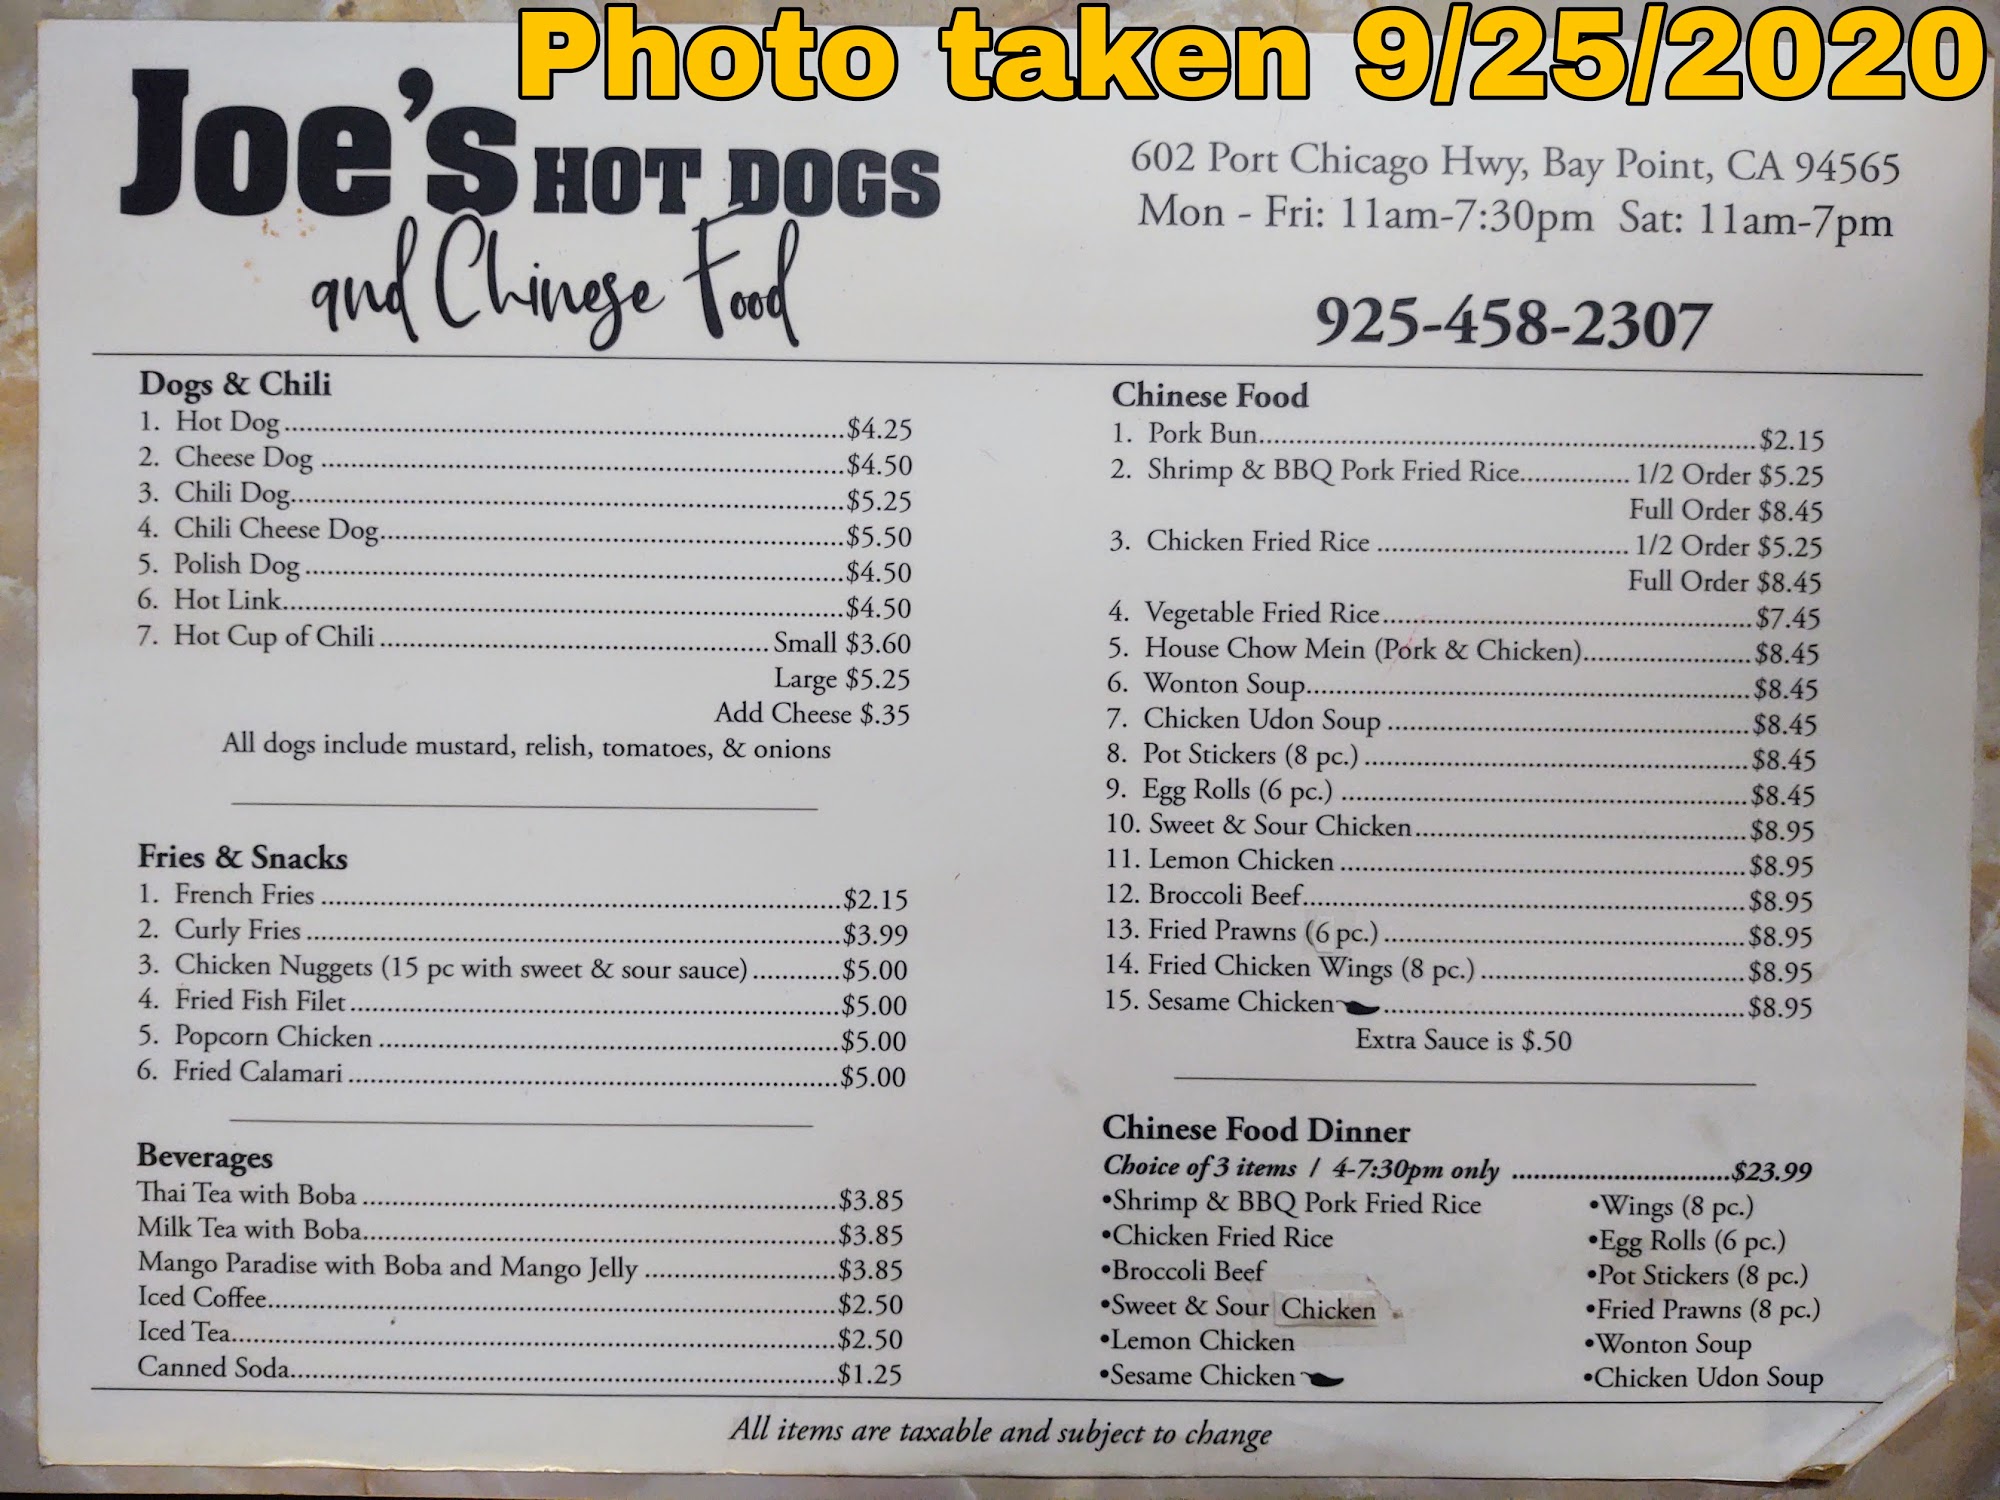 Photo taken 9/25/2020
Joe's HOT DOGS
and Chinese Food
602 Port Chicago Hwy, Bay Point, CA 94565
Mon - Fri: 11am-7:30pm Sat: 11am-7pm
925-458-2307
Dogs & Chili
1. Hot Dog $4.25
2. Cheese Dog $4.50
3. Chili Dog $5.25
4. Chili Cheese Dog $5.50
5. Polish Dog $4.50
6. Hot Link $4.50
7. Hot Cup of Chili Small $3.60
Large $5.25
Add Cheese $.35
All dogs include mustard, relish, tomatoes, & onions
Fries & Snacks
1. French Fries $2.15
2. Curly Fries $3.99
3. Chicken Nuggets (15 pc with sweet & sour sauce) $5.00
4. Fried Fish Filet $5.00
5. Popcorn Chicken $5.00
6. Fried Calamari $5.00
Beverages
Thai Tea with Boba $3.85
Milk Tea with Boba $3.85
Mango Paradise with Boba and Mango Jelly $3.85
Iced Coffee $2.50
Iced Tea $2.50
Canned Soda $1.25
Chinese Food
1. Pork Bun $2.15
2. Shrimp & BBQ Pork Fried Rice 1/2 Order $5.25
Full Order $8.45
3. Chicken Fried Rice 1/2 Order $5.25
Full Order $8.45
4. Vegetable Fried Rice $7.45
5. House Chow Mein (Pork & Chicken) $8.45
6. Wonton Soup $8.45
7. Chicken Udon Soup $8.45
8. Pot Stickers (8 pc.) $8.45
9. Egg Rolls (6 pc.) $8.45
10. Sweet & Sour Chicken $8.95
11. Lemon Chicken $8.95
12. Broccoli Beef $8.95
13. Fried Prawns (6 pc.) $8.95
14. Fried Chicken Wings (8 pc.) $8.95
15. Sesame Chicken $8.95
Extra Sauce is $.50
Chinese Food Dinner
Choice of 3 items / 4-7:30pm only $23.99
•Shrimp & BBQ Pork Fried Rice
•Chicken Fried Rice
•Broccoli Beef
•Sweet & Sour Chicken
•Lemon Chicken
•Sesame Chicken
•Wings (8 pc.)
•Egg Rolls (6 pc.)
•Pot Stickers (8 pc.)
•Fried Prawns (8 pc.)
•Wonton Soup
•Chicken Udon Soup
All items are taxable and subject to change